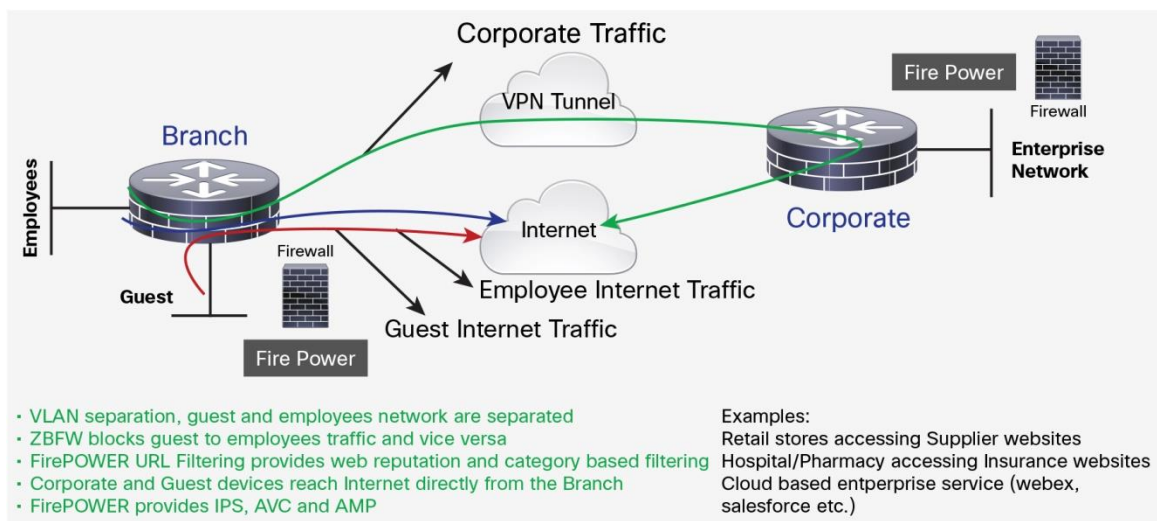 Corporate Traffic
VPN Tunnel
Fire Power
Firewall
Branch
Employees
Enterprise
Network
Corporate
Internet
Firewall
Guest
Employee Internet Traffic
Guest Internet Traffic
Fire Power
· VLAN separation, guest and employees network are separated
· ZBFW blocks guest to employees traffic and vice versa
· FirePOWER URL Filtering provides web reputation and category based filtering
· Corporate and Guest devices reach Internet directly from the Branch
· FirePOWER provides IPS, AVC and AMP
Examples:
Retail stores accessing Supplier websites
Hospital/Pharmacy accessing Insurance websites
Cloud based entperprise service (webex,
salesforce etc.)